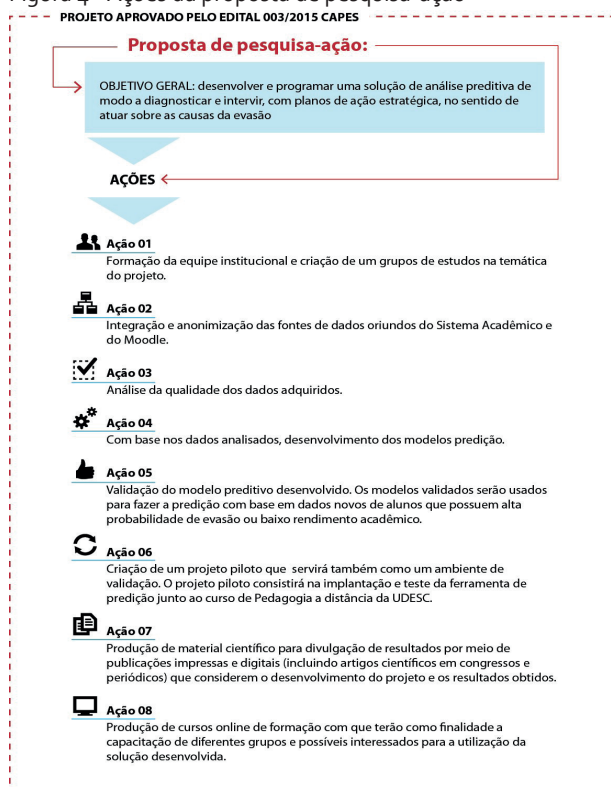 Figura 4 - Ações da proposta de pesquisa-ação
PROJETO APROVADO PELO EDITAL 003/2015 CAPES
Proposta de pesquisa-ação:
OBJETIVO GERAL: desenvolver e programar uma solução de análise preditiva de
modo a diagnosticar e intervir, com planos de ação estratégica, no sentido de
atuar sobre as causas da evasão
AÇÕES
Ação 01
Formação da equipe institucional e criação de um grupos de estudos na temática
do projeto.
Ação 02
Integração e anonimização das fontes de dados oriundos do Sistema Acadêmico e
do Moodle.
Ação 03
Análise da qualidade dos dados adquiridos.
Ação 04
Com base nos dados analisados, desenvolvimento dos modelos predição.
Ação 05
Validação do modelo preditivo desenvolvido. Os modelos validados serão usados
para fazer a predição com base em dados novos de alunos que possuem alta
probabilidade de evasão ou baixo rendimento acadêmico.
Ação 06
Criação de um projeto piloto que servirá também como um ambiente de
validação. O projeto piloto consistirá na implantação e teste da ferramenta de
predição junto ao curso de Pedagogia a distância da UDESC.
Ação 07
Produção de material científico para divulgação de resultados por meio de
publicações impressas e digitais (incluindo artigos científicos em congressos e
periódicos) que considerem o desenvolvimento do projeto e os resultados obtidos.
Ação 08
Produção de cursos online de formação com que terão como finalidade a
capacitação de diferentes grupos e possíveis interessados para a utilização da
solução desenvolvida.